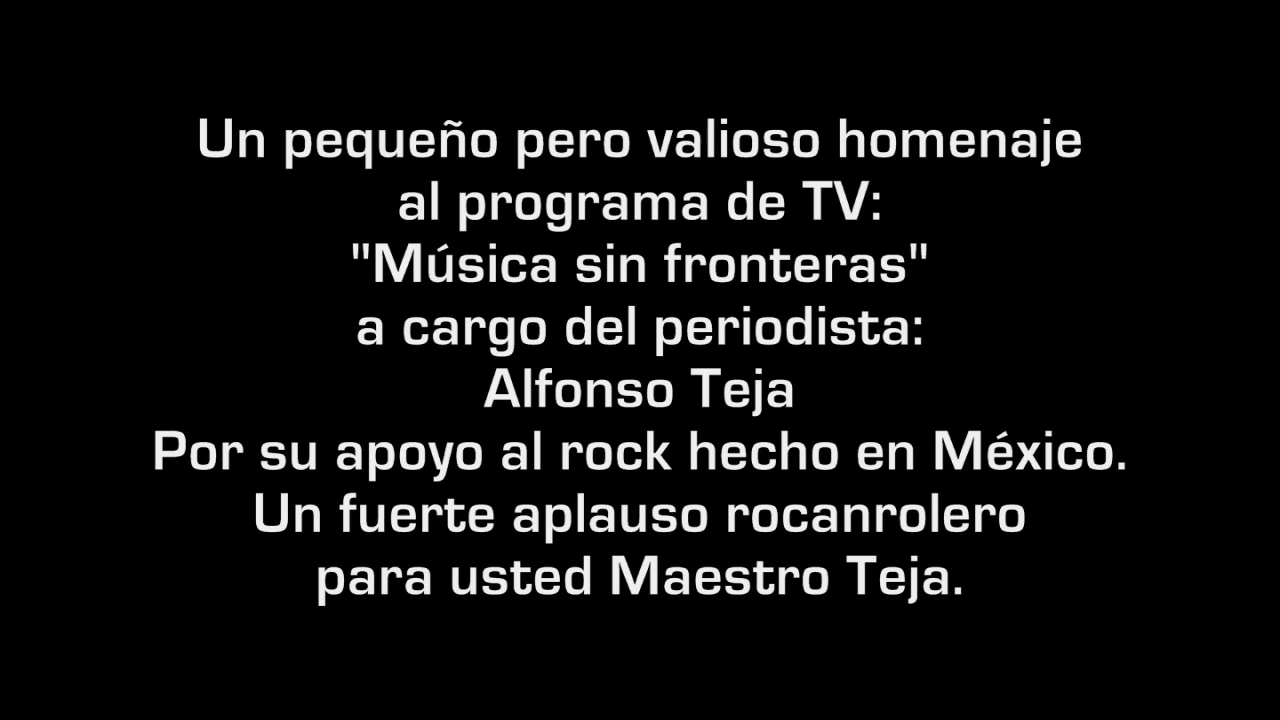 Un pequeño pero valioso homenaje
al programa de TV:
"Música sin fronteras"
a cargo del periodista:
Alfonso Teja
Por su apoyo al rock hecho en México.
Un fuerte aplauso rocanrolero
para usted Maestro Teja.